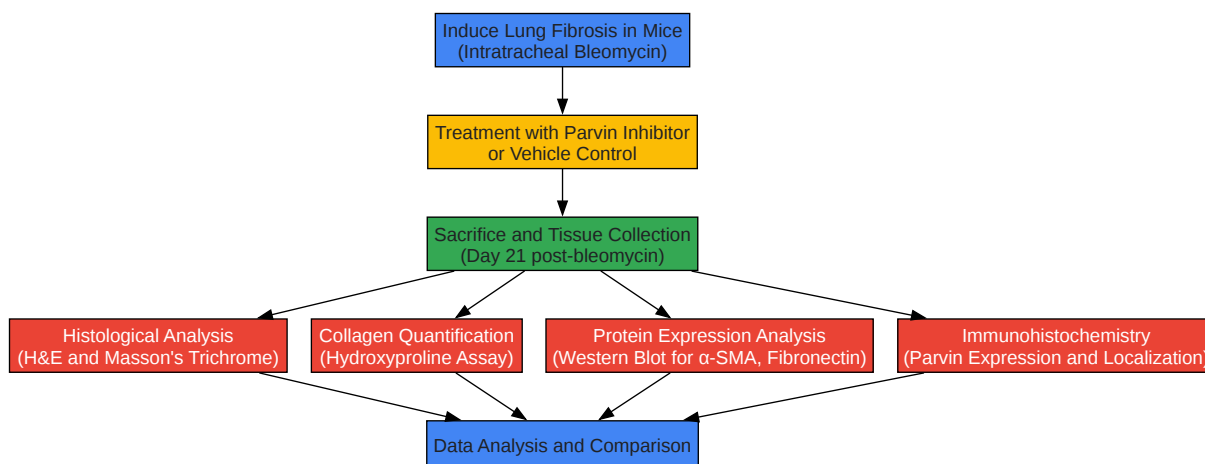 Induce Lung Fibrosis in Mice
(Intratracheal Bleomycin)
Treatment with Parvin Inhibitor
or Vehicle Control
Sacrifice and Tissue Collection
(Day 21 post-bleomycin)
Histological Analysis
(H&E and Masson's Trichrome)
Collagen Quantification
(Hydroxyproline Assay)
Protein Expression Analysis
(Western Blot for α-SMA, Fibronectin)
Immunohistochemistry
(Parvin Expression and Localization)
Data Analysis and Comparison